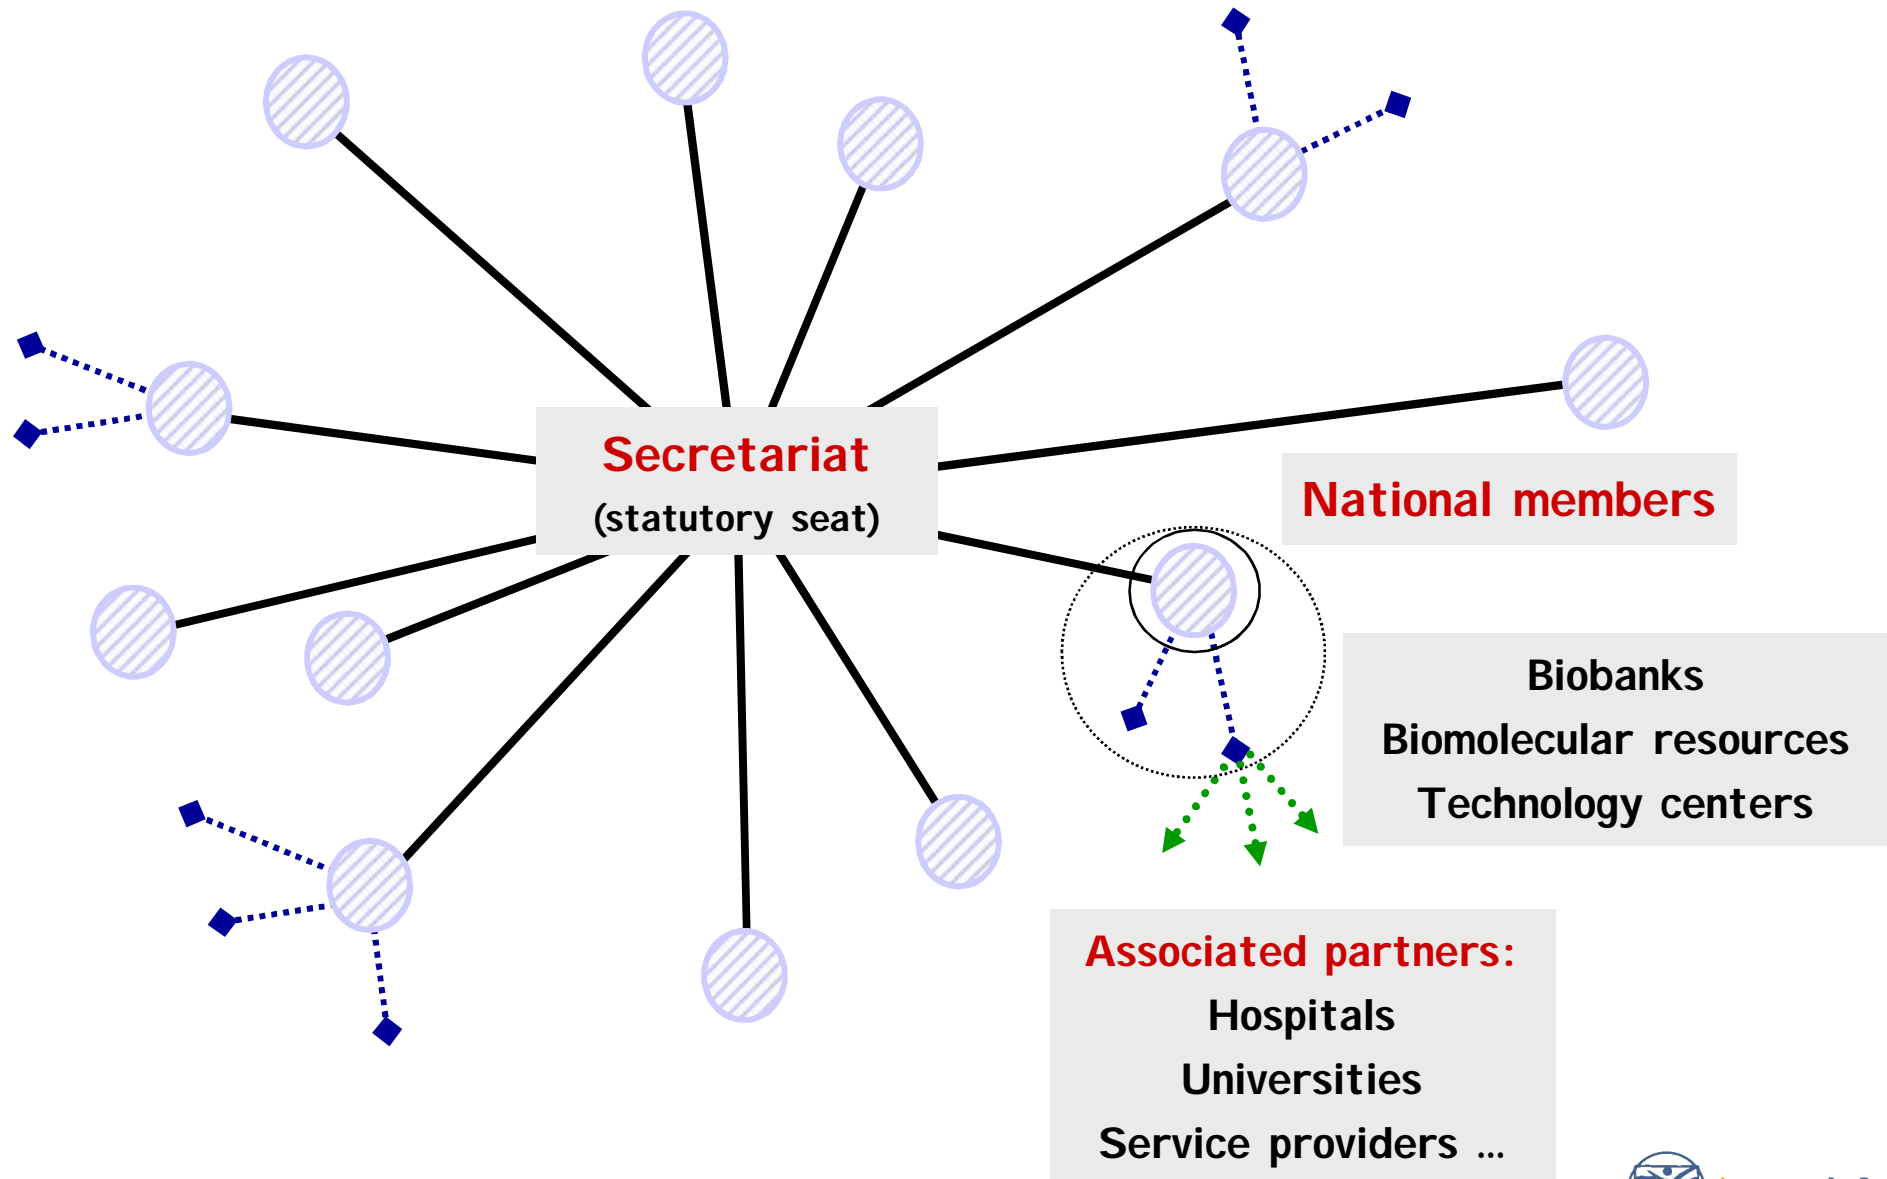 Secretariat
(statutory seat)
National members
Biobanks
Biomolecular resources
Technology centers
Associated partners:
Hospitals
Universities
Service providers ...